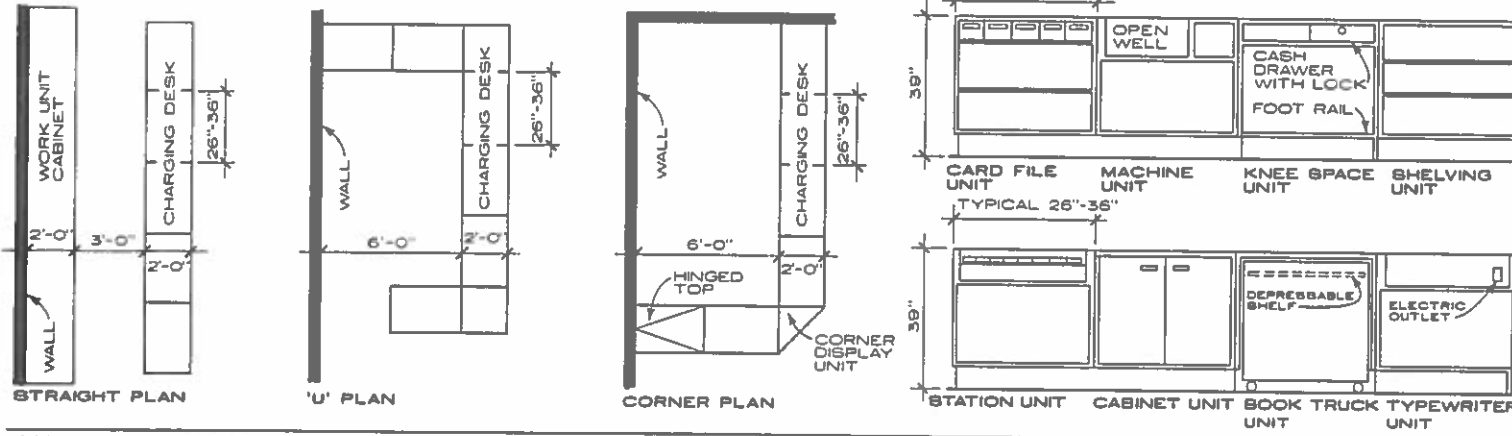 WORK UNIT
CABINET
CHARGING DESK
26"-36"
2'-0"
3'-0"
2'-0"
WALL
STRAIGHT PLAN
WALL
CHARGING DESK
26"-36"
6'-0"
2'-0"
'U' PLAN
WALL
CHARGING DESK
26"-36"
6'-0"
2'-0"
HINGED
TOP
CORNER
DISPLAY
UNIT
CORNER PLAN
39"
OPEN
WELL
CASH
DRAWER
WITH LOCK
FOOT RAIL
CARD FILE
UNIT
MACHINE
UNIT
KNEE SPACE
UNIT
SHELVING
UNIT
TYPICAL 26"-36"
39"
DEPRESSABLE
SHELF
ELECTRIC
OUTLET
STATION UNIT
CABINET UNIT
BOOK TRUCK
UNIT
TYPEWRITER
UNIT